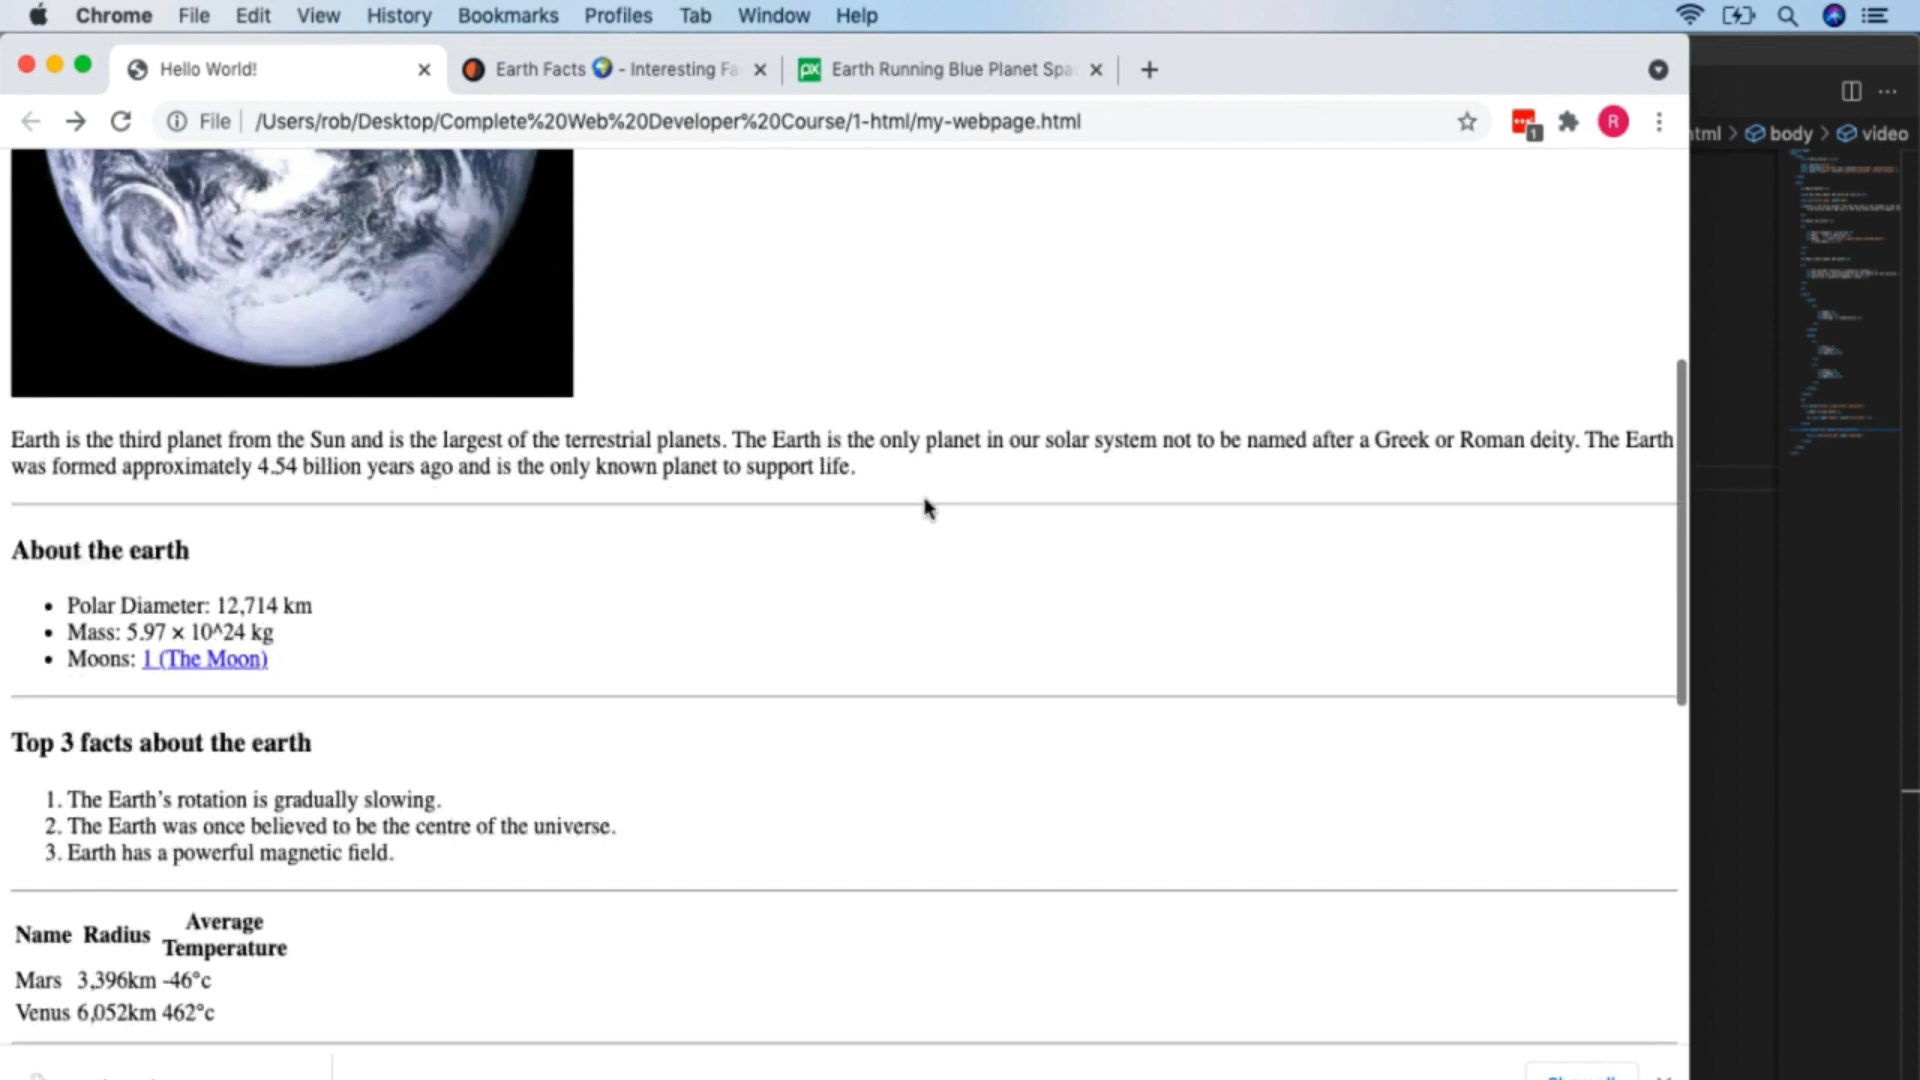 Chrome File Edit View History Bookmarks Profiles Tab Window Help
Hello World!
Earth Facts 🌍 - Interesting Fa
px
Earth Running Blue Planet Spa
File
/Users/rob/Desktop/Complete%20Web%20Developer%20Course/1-html/my-webpage.html
1
R
html > body > video
Earth is the third planet from the Sun and is the largest of the terrestrial planets. The Earth is the only planet in our solar system not to be named after a Greek or Roman deity. The Earth
was formed approximately 4.54 billion years ago and is the only known planet to support life.
About the earth
• Polar Diameter: 12,714 km
• Mass: 5.97 × 10^24 kg
• Moons: 1 (The Moon)
Top 3 facts about the earth
1. The Earth’s rotation is gradually slowing.
2. The Earth was once believed to be the centre of the universe.
3. Earth has a powerful magnetic field.
Name Radius Average
Temperature
Mars 3,396km -46°c
Venus 6,052km 462°c